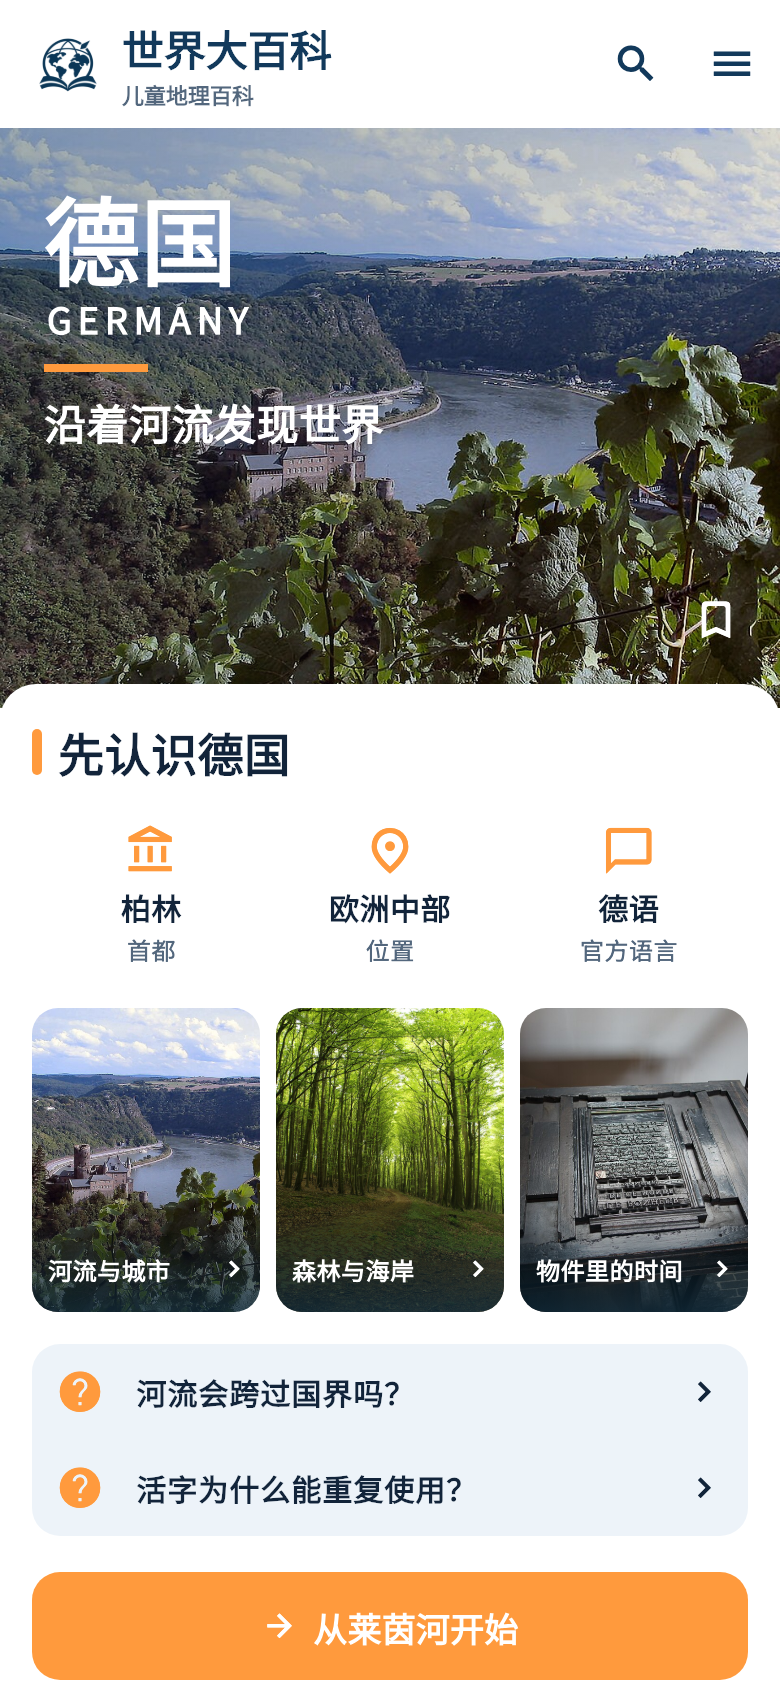 世界大百科
儿童地理百科
德国
GERMANY
沿着河流发现世界
先认识德国
柏林
首都
欧洲中部
位置
德语
官方语言
河流与城市
森林与海岸
物件里的时间
河流会跨过国界吗？
活字为什么能重复使用？
从莱茵河开始